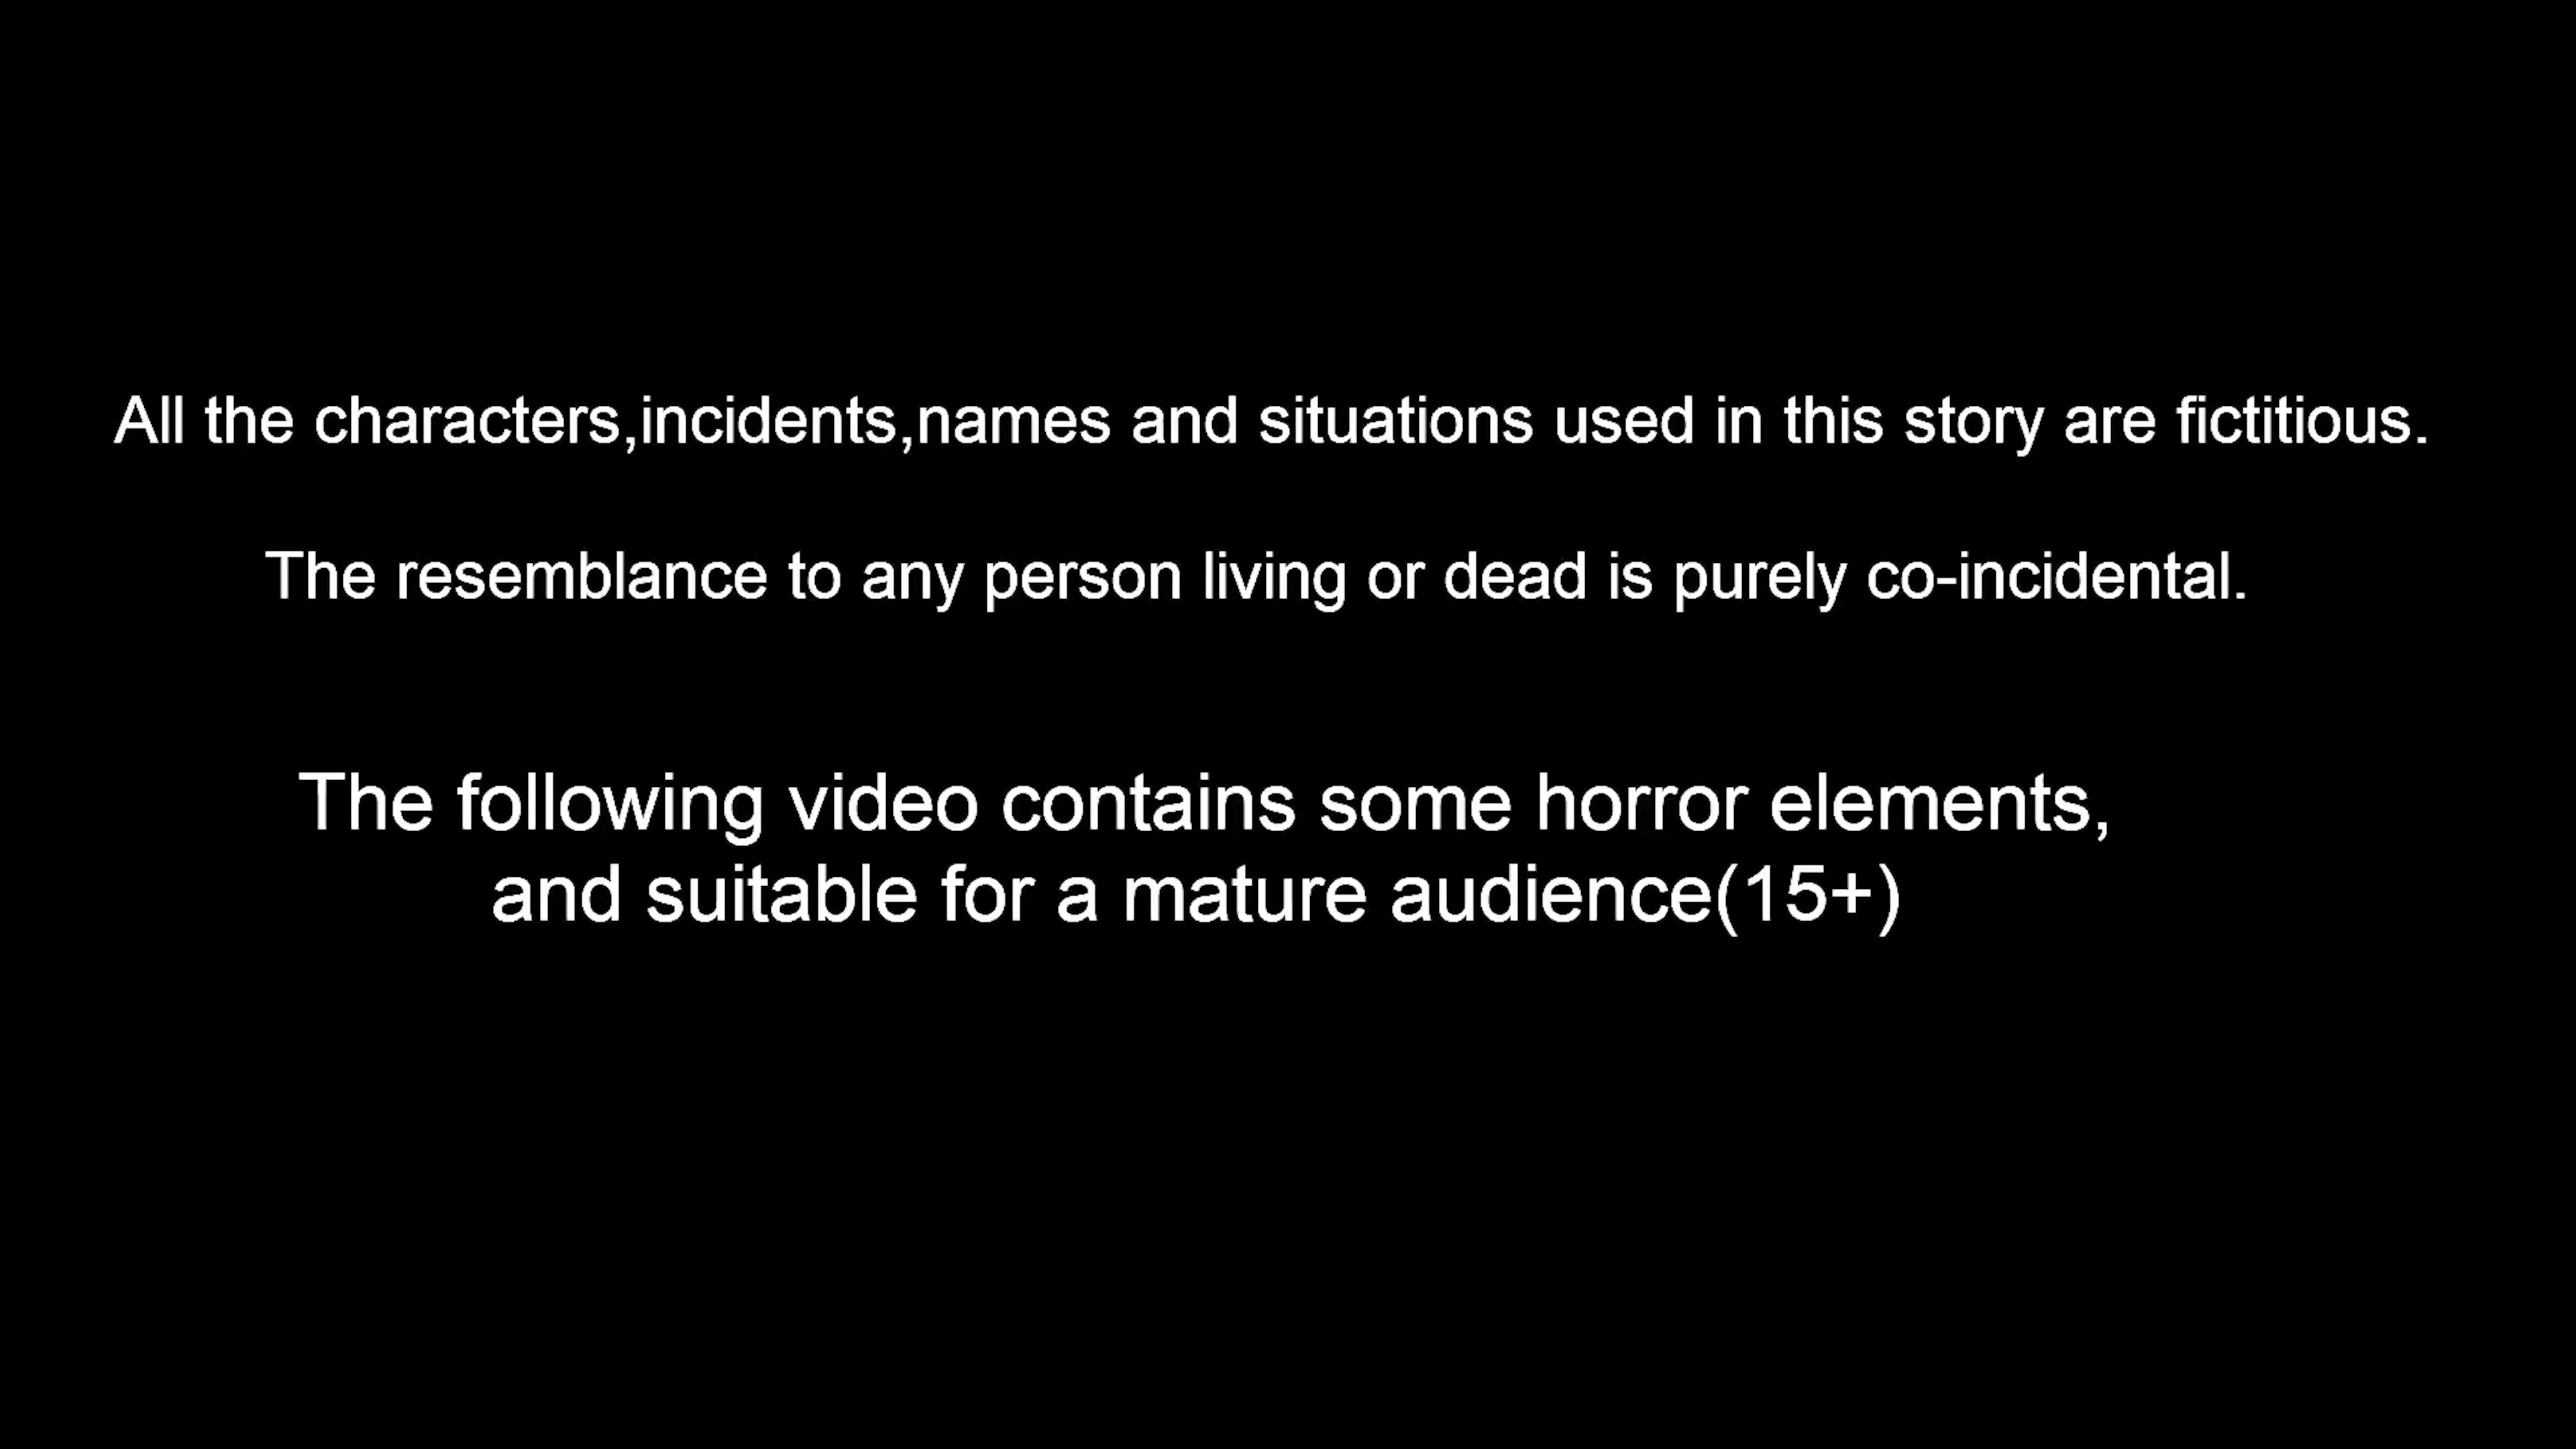 All the characters,incidents,names and situations used in this story are fictitious.
The resemblance to any person living or dead is purely co-incidental.
The following video contains some horror elements,
and suitable for a mature audience(15+)